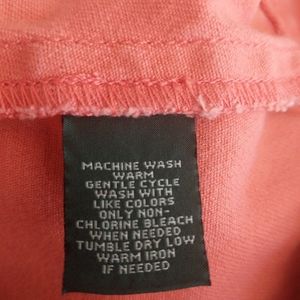 MACHINE WASH
WARM
GENTLE CYCLE
WASH WITH
LIKE COLORS
ONLY NON-
CHLORINE BLEACH
WHEN NEEDED
TUMBLE DRY LOW
WARM IRON
IF NEEDED